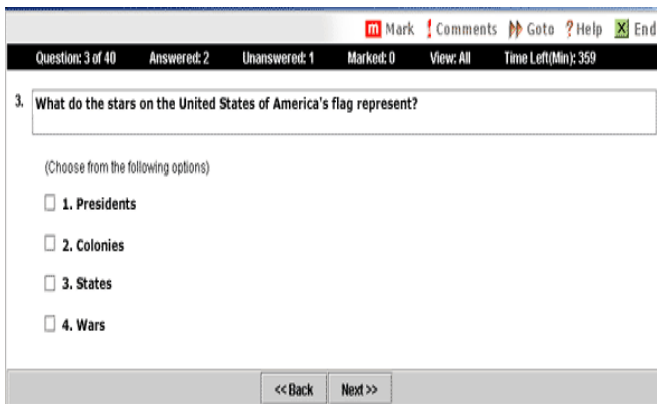 m Mark ! Comments Goto ? Help X End
Question: 3 of 40 Answered: 2 Unanswered: 1 Marked: 0 View: All Time Left(Min): 359
3. What do the stars on the United States of America's flag represent?
(Choose from the following options)
1. Presidents
2. Colonies
3. States
4. Wars
<< Back Next >>